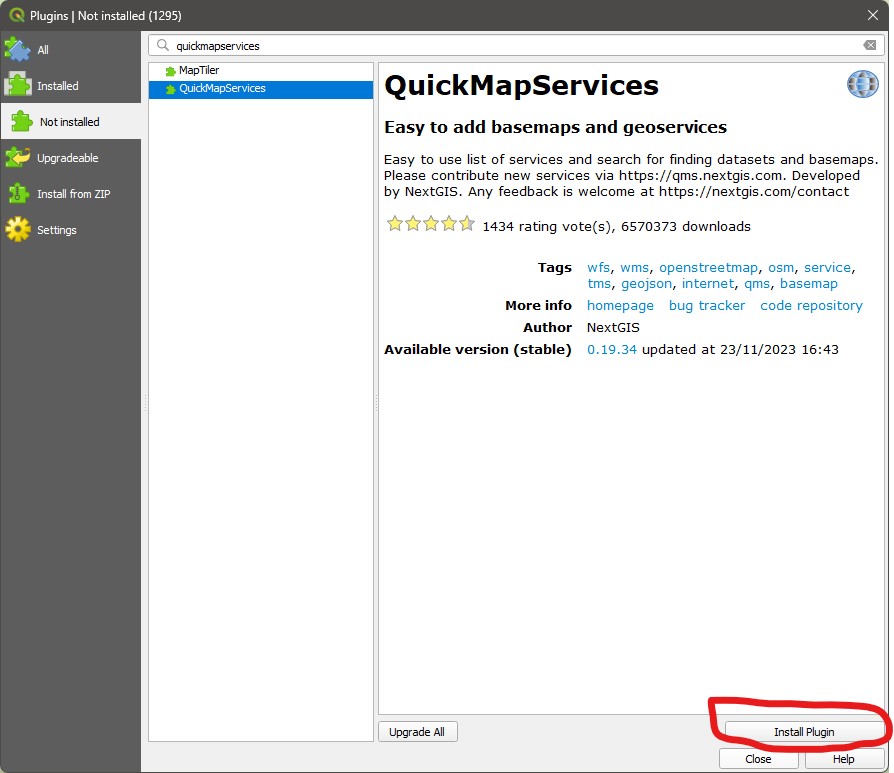 Plugins | Not installed (1295)
All
Installed
Not installed
Upgradeable
Install from ZIP
Settings
quickmapservices
MapTiler
QuickMapServices
QuickMapServices
Easy to add basemaps and geoservices
Easy to use list of services and search for finding datasets and basemaps.
Please contribute new services via https://qms.nextgis.com. Developed
by NextGIS. Any feedback is welcome at https://nextgis.com/contact
1434 rating vote(s), 6570373 downloads
Tags wfs, wms, openstreetmap, osm, service,
tms, geojson, internet, qms, basemap
More info homepage bug tracker code repository
Author NextGIS
Available version (stable) 0.19.34 updated at 23/11/2023 16:43
Upgrade All Install Plugin
Close Help